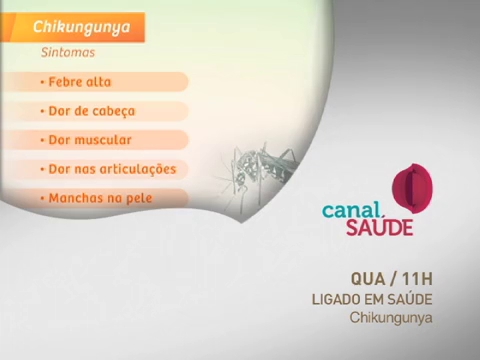 Chikungunya
Sintomas
• Febre alta
• Dor de cabeça
• Dor muscular
• Dor nas articulações
• Manchas na pele
canal
SAÚDE
QUA / 11H
LIGADO EM SAÚDE
Chikungunya